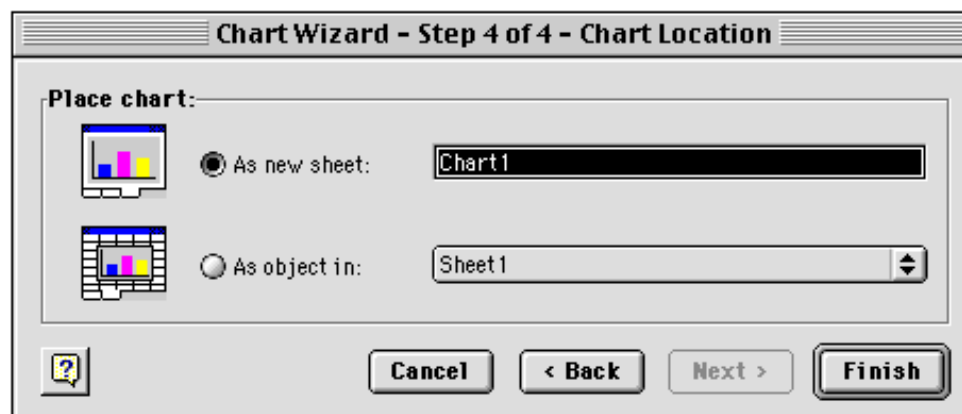 Chart Wizard – Step 4 of 4 – Chart Location
Place chart:
As new sheet: Chart1
As object in: Sheet1
? Cancel < Back Next > Finish